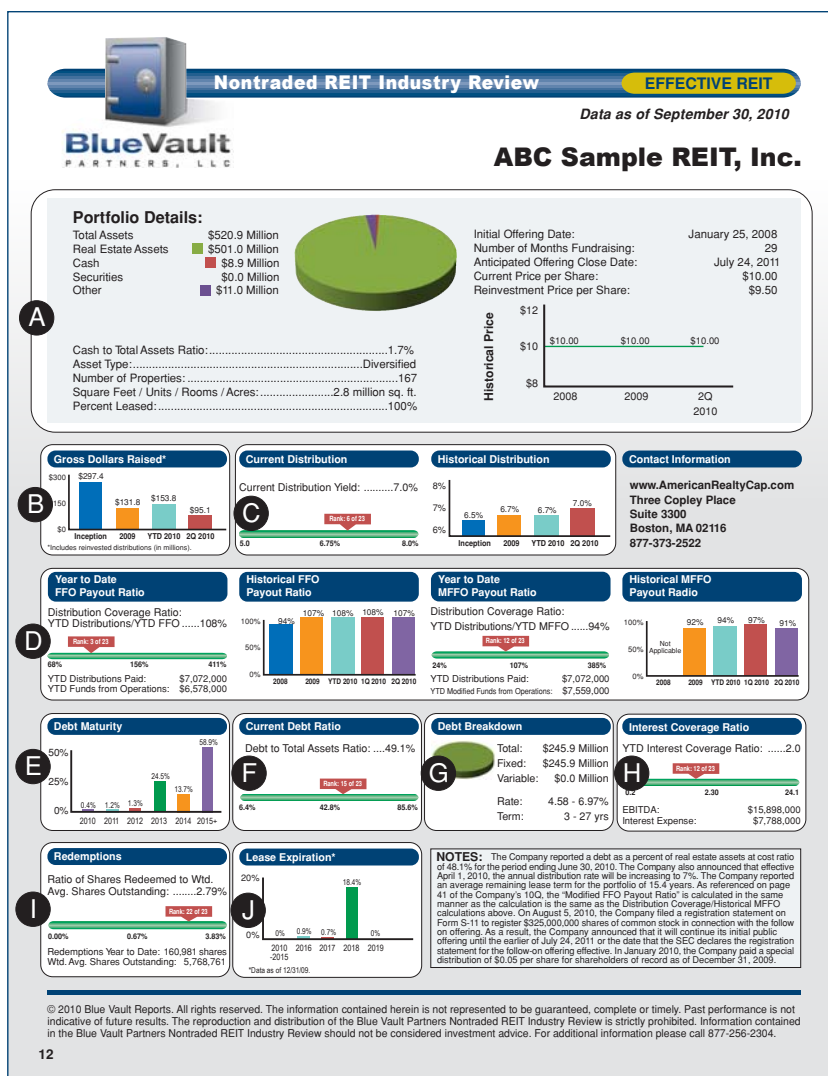 Nontraded REIT Industry Review
EFFECTIVE REIT
Data as of September 30, 2010
BlueVault
PARTNERS, LLC
ABC Sample REIT, Inc.
A
Portfolio Details:
Total Assets $520.9 Million
Real Estate Assets $501.0 Million
Cash $8.9 Million
Securities $0.0 Million
Other $11.0 Million
Cash to Total Assets Ratio:.....1.7%
Asset Type:.....Diversified
Number of Properties: .....167
Square Feet / Units / Rooms / Acres:.....2.8 million sq. ft.
Percent Leased:.....100%
Initial Offering Date: January 25, 2008
Number of Months Fundraising: 29
Anticipated Offering Close Date: July 24, 2011
Current Price per Share: $10.00
Reinvestment Price per Share: $9.50
Historical Price
$12
$10
$8
$10.00 $10.00 $10.00
2008 2009 2Q
2010
B
Gross Dollars Raised*
$300
150
$0
$297.4 $131.8 $153.8 $95.1
Inception 2009 YTD 2010 2Q 2010
*Includes reinvested distributions (in millions).
C
Current Distribution
Current Distribution Yield: ..........7.0%
Rank: 6 of 23
5.0 6.75% 8.0%
Historical Distribution
8%
7%
6%
6.5% 6.7% 6.7% 7.0%
Inception 2009 YTD 2010 2Q 2010
Contact Information
www.AmericanRealtyCap.com
Three Copley Place
Suite 3300
Boston, MA 02116
877-373-2522
D
Year to Date
FFO Payout Ratio
Distribution Coverage Ratio:
YTD Distributions/YTD FFO ......108%
Rank: 3 of 23
68% 156% 411%
YTD Distributions Paid: $7,072,000
YTD Funds from Operations: $6,578,000
Historical FFO
Payout Ratio
100%
50%
0%
94% 107% 108% 108% 107%
2008 2009 YTD 2010 1Q 2010 2Q 2010
Year to Date
MFFO Payout Ratio
Distribution Coverage Ratio:
YTD Distributions/YTD MFFO ......94%
Rank: 12 of 23
24% 107% 385%
YTD Distributions Paid: $7,072,000
YTD Modified Funds from Operations: $7,559,000
Historical MFFO
Payout Radio
100%
50%
0%
Not
Applicable
92% 94% 97% 91%
2008 2009 YTD 2010 1Q 2010 2Q 2010
E
Debt Maturity
50%
25%
0%
0.4% 1.2% 1.3% 24.5% 13.7% 58.9%
2010 2011 2012 2013 2014 2015+
F
Current Debt Ratio
Debt to Total Assets Ratio: ....49.1%
Rank: 15 of 23
6.4% 42.8% 85.6%
G
Debt Breakdown
Total: $245.9 Million
Fixed: $245.9 Million
Variable: $0.0 Million
Rate: 4.58 - 6.97%
Term: 3 - 27 yrs
H
Interest Coverage Ratio
YTD Interest Coverage Ratio: ......2.0
Rank: 12 of 23
0.2 2.30 24.1
EBITDA: $15,898,000
Interest Expense: $7,788,000
I
Redemptions
Ratio of Shares Redeemed to Wtd.
Avg. Shares Outstanding: ........2.79%
Rank: 22 of 23
0.00% 0.67% 3.83%
Redemptions Year to Date: 160,981 shares
Wtd. Avg. Shares Outstanding: 5,768,761
J
Lease Expiration*
20%
0%
0% 0.9% 0.7% 18.4% 0%
2010 2016 2017 2018 2019
-2015
*Data as of 12/31/09.
NOTES: The Company reported a debt as a percent of real estate assets at cost ratio
of 48.1% for the period ending June 30, 2010. The Company also announced that effective
April 1, 2010, the annual distribution rate will be increasing to 7%. The Company reported
an average remaining lease term for the portfolio of 15.4 years. As referenced on page
41 of the Company's 10Q, the “Modified FFO Payout Ratio” is calculated in the same
manner as the calculation is the same as the Distribution Coverage/Historical MFFO
calculations above. On August 5, 2010, the Company filed a registration statement on
Form S-11 to register $325,000,000 shares of common stock in connection with the follow
on offering. As a result, the Company announced that it will continue its initial public
offering until the earlier of July 24, 2011 or the date that the SEC declares the registration
statement for the follow-on offering effective. In January 2010, the Company paid a special
distribution of $0.05 per share for shareholders of record as of December 31, 2009.
© 2010 Blue Vault Reports. All rights reserved. The information contained herein is not represented to be guaranteed, complete or timely. Past performance is not
indicative of future results. The reproduction and distribution of the Blue Vault Partners Nontraded REIT Industry Review is strictly prohibited. Information contained
in the Blue Vault Partners Nontraded REIT Industry Review should not be considered investment advice. For additional information please call 877-256-2304.
12